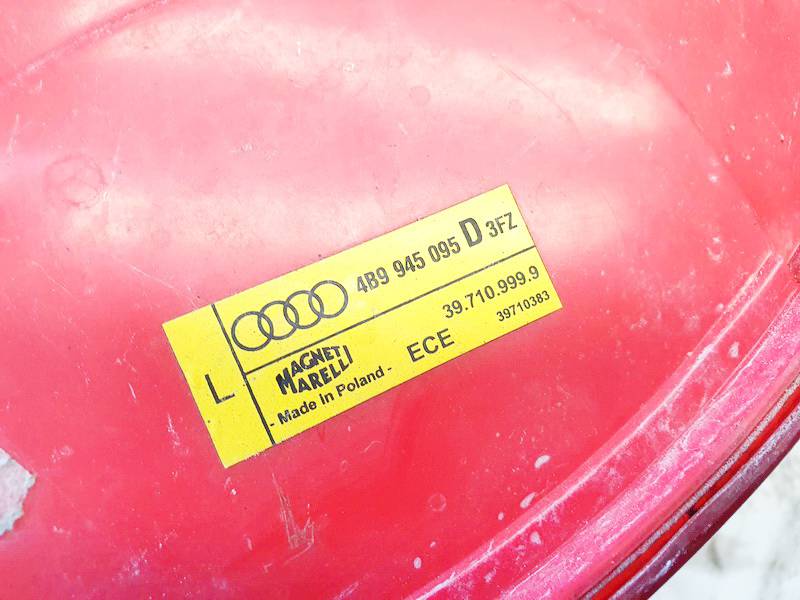 L
4B9 945 095 D 3FZ
39.710.999.9
MAGNETI
MARELLI
ECE
39710383
- Made in Poland -